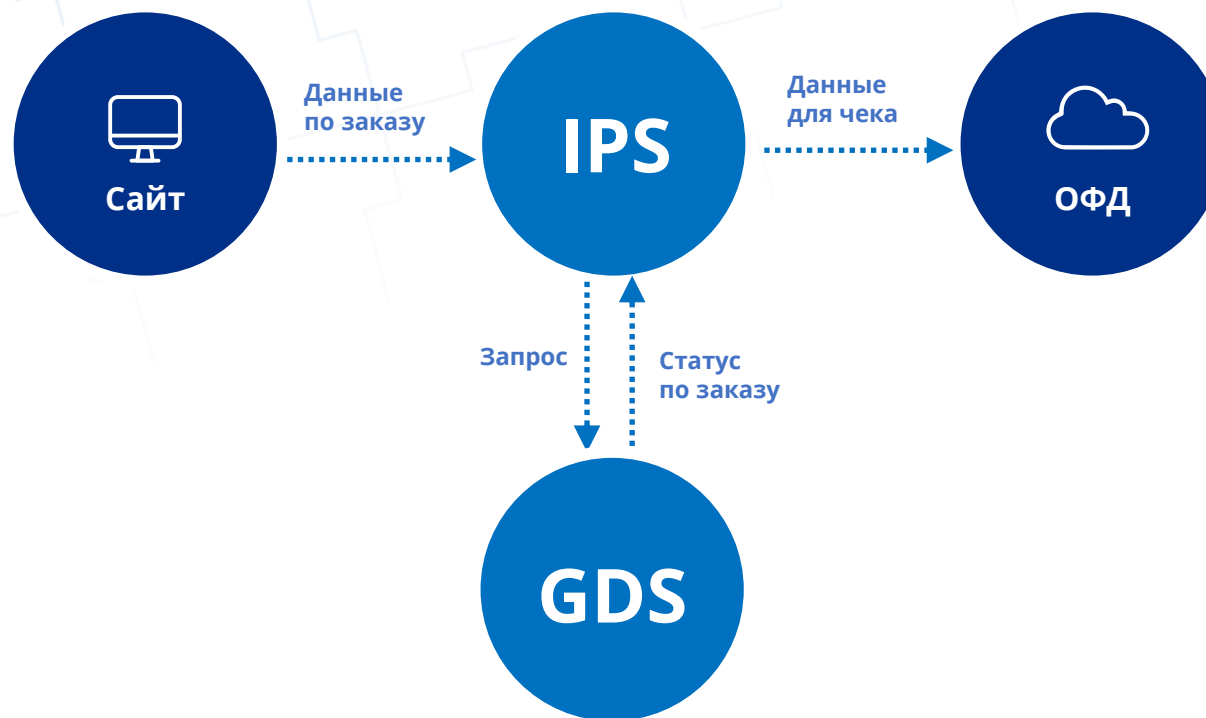 Данные
по заказу
Данные
для чека
IPS
Сайт
ОФД
Запрос
Статус
по заказу
GDS